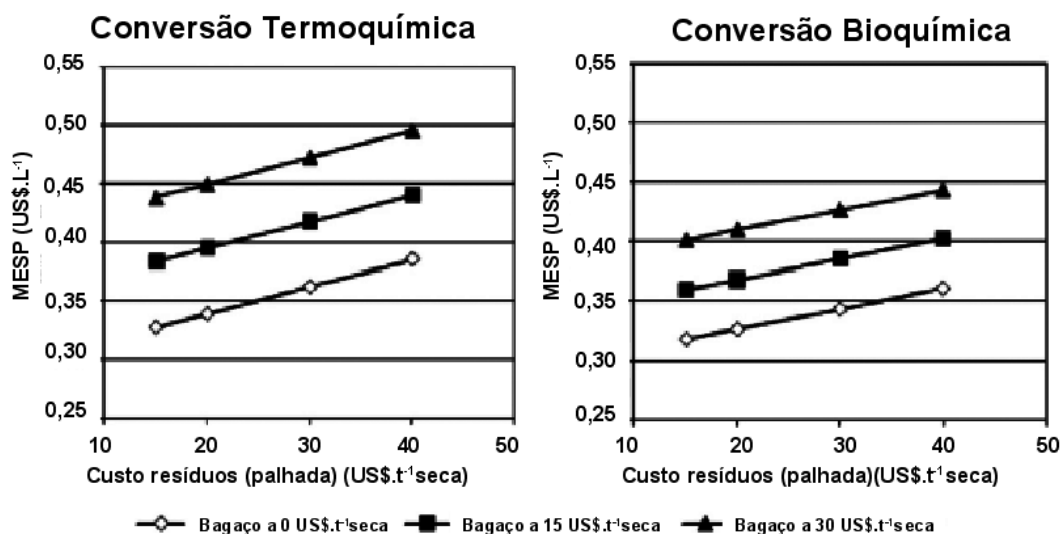 Conversão Termoquímica
MESP (US$.L-1)
0,55
0,50
0,45
0,40
0,35
0,30
0,25
10 20 30 40 50
Custo resíduos (palhada) (US$.t-1seca)
Conversão Bioquímica
MESP (US$.L-1)
0,55
0,50
0,45
0,40
0,35
0,30
0,25
10 20 30 40 50
Custo resíduos (palhada)(US$.t-1seca)
Bagaço a 0 US$.t-1seca Bagaço a 15 US$.t-1seca Bagaço a 30 US$.t-1seca